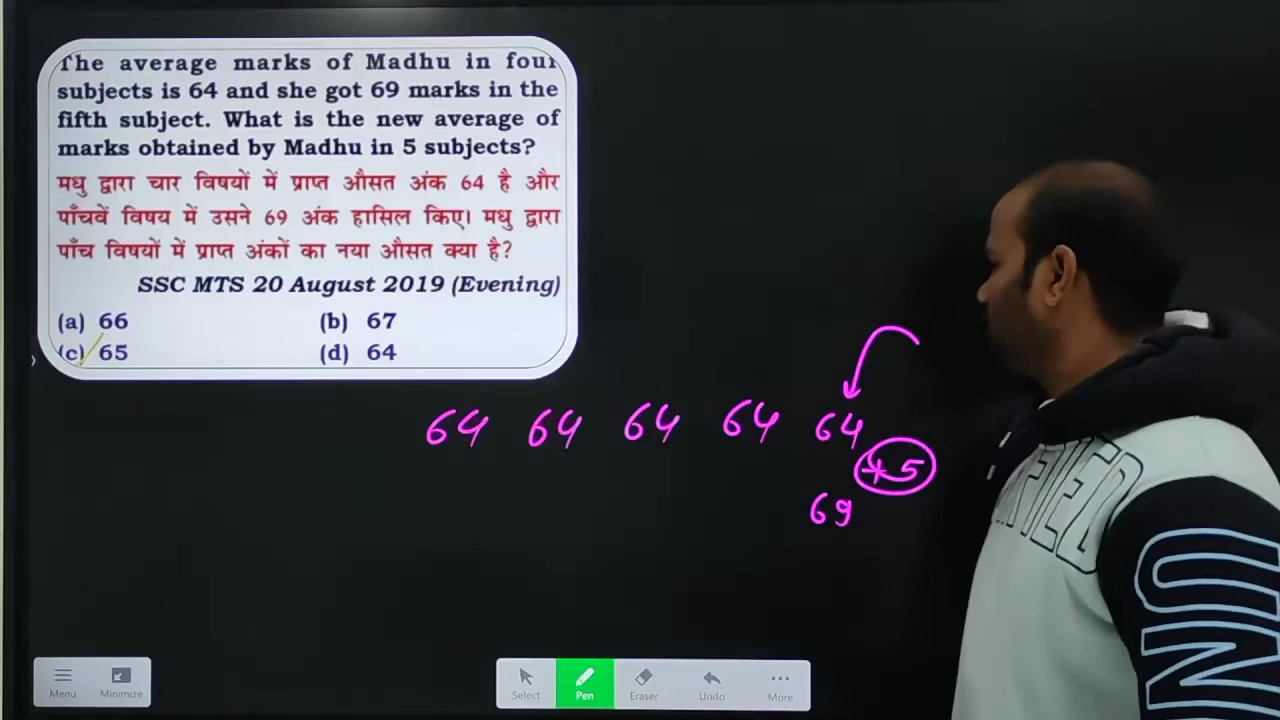 The average marks of Madhu in four
subjects is 64 and she got 69 marks in the
fifth subject. What is the new average of
marks obtained by Madhu in 5 subjects?
मधु द्वारा चार विषयों में प्राप्त औसत अंक 64 है और
पाँचवें विषय में उसने 69 अंक हासिल किए। मधु द्वारा
पाँच विषयों में प्राप्त अंकों का नया औसत क्या है?
SSC MTS 20 August 2019 (Evening)
(a) 66 (b) 67
(c) 65 (d) 64
64 64 64 64 64
+5
69
Menu Minimize Select Pen Eraser Undo More